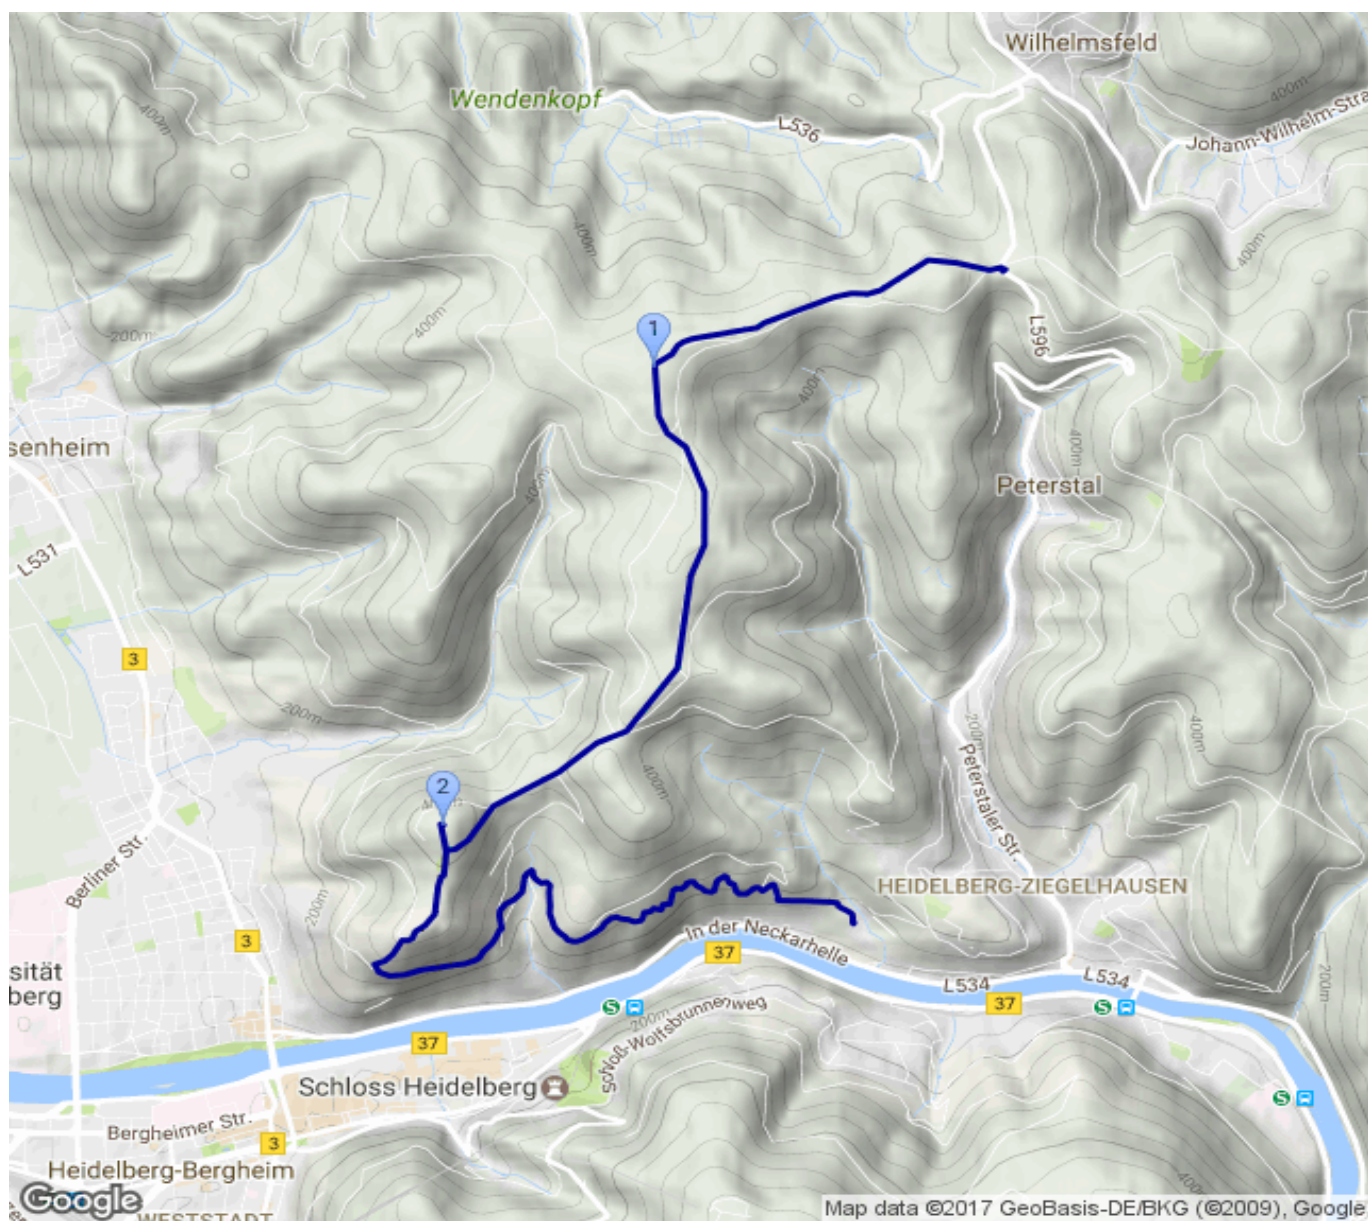 Wilhelmsfeld
Wendenkopf
400m
L536
400m
Johann-Wilhelm-Stra
400m
400m
400m
1
200m
400m
L596
400m
senheim
400m
400m
Peterstal
L531
3
200m
200m
400m
Peterstaler Str.
400m
2
Berliner Str.
200m
HEIDELBERG-ZIEGELHAUSEN
3
In der Neckarhelle
37
sität
berg
L534
L534
37
200m
S
S
200m
Schloß-Wolfsbrunnenweg
37
Schloss Heidelberg
S
Bergheimer Str.
3
Heidelberg-Bergheim
400m
Google
WESTSTADT
Map data ©2017 GeoBasis-DE/BKG (©2009), Google